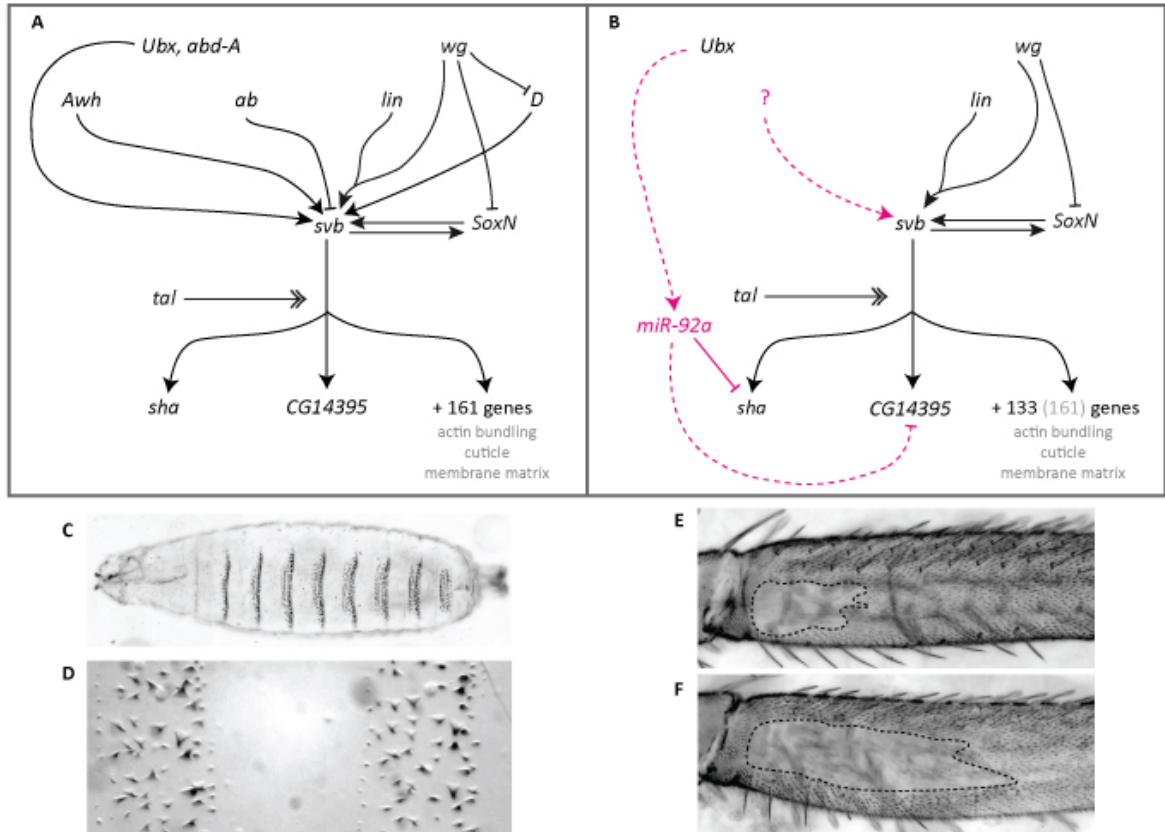 A
Ubx, abd-A
wg
Awh
ab
lin
D
svb
SoxN
tal
sha
CG14395
+ 161 genes
actin bundling
cuticle
membrane matrix
B
Ubx
wg
?
lin
svb
SoxN
tal
miR-92a
sha
CG14395
+ 133 (161) genes
actin bundling
cuticle
membrane matrix
C
D
E
F